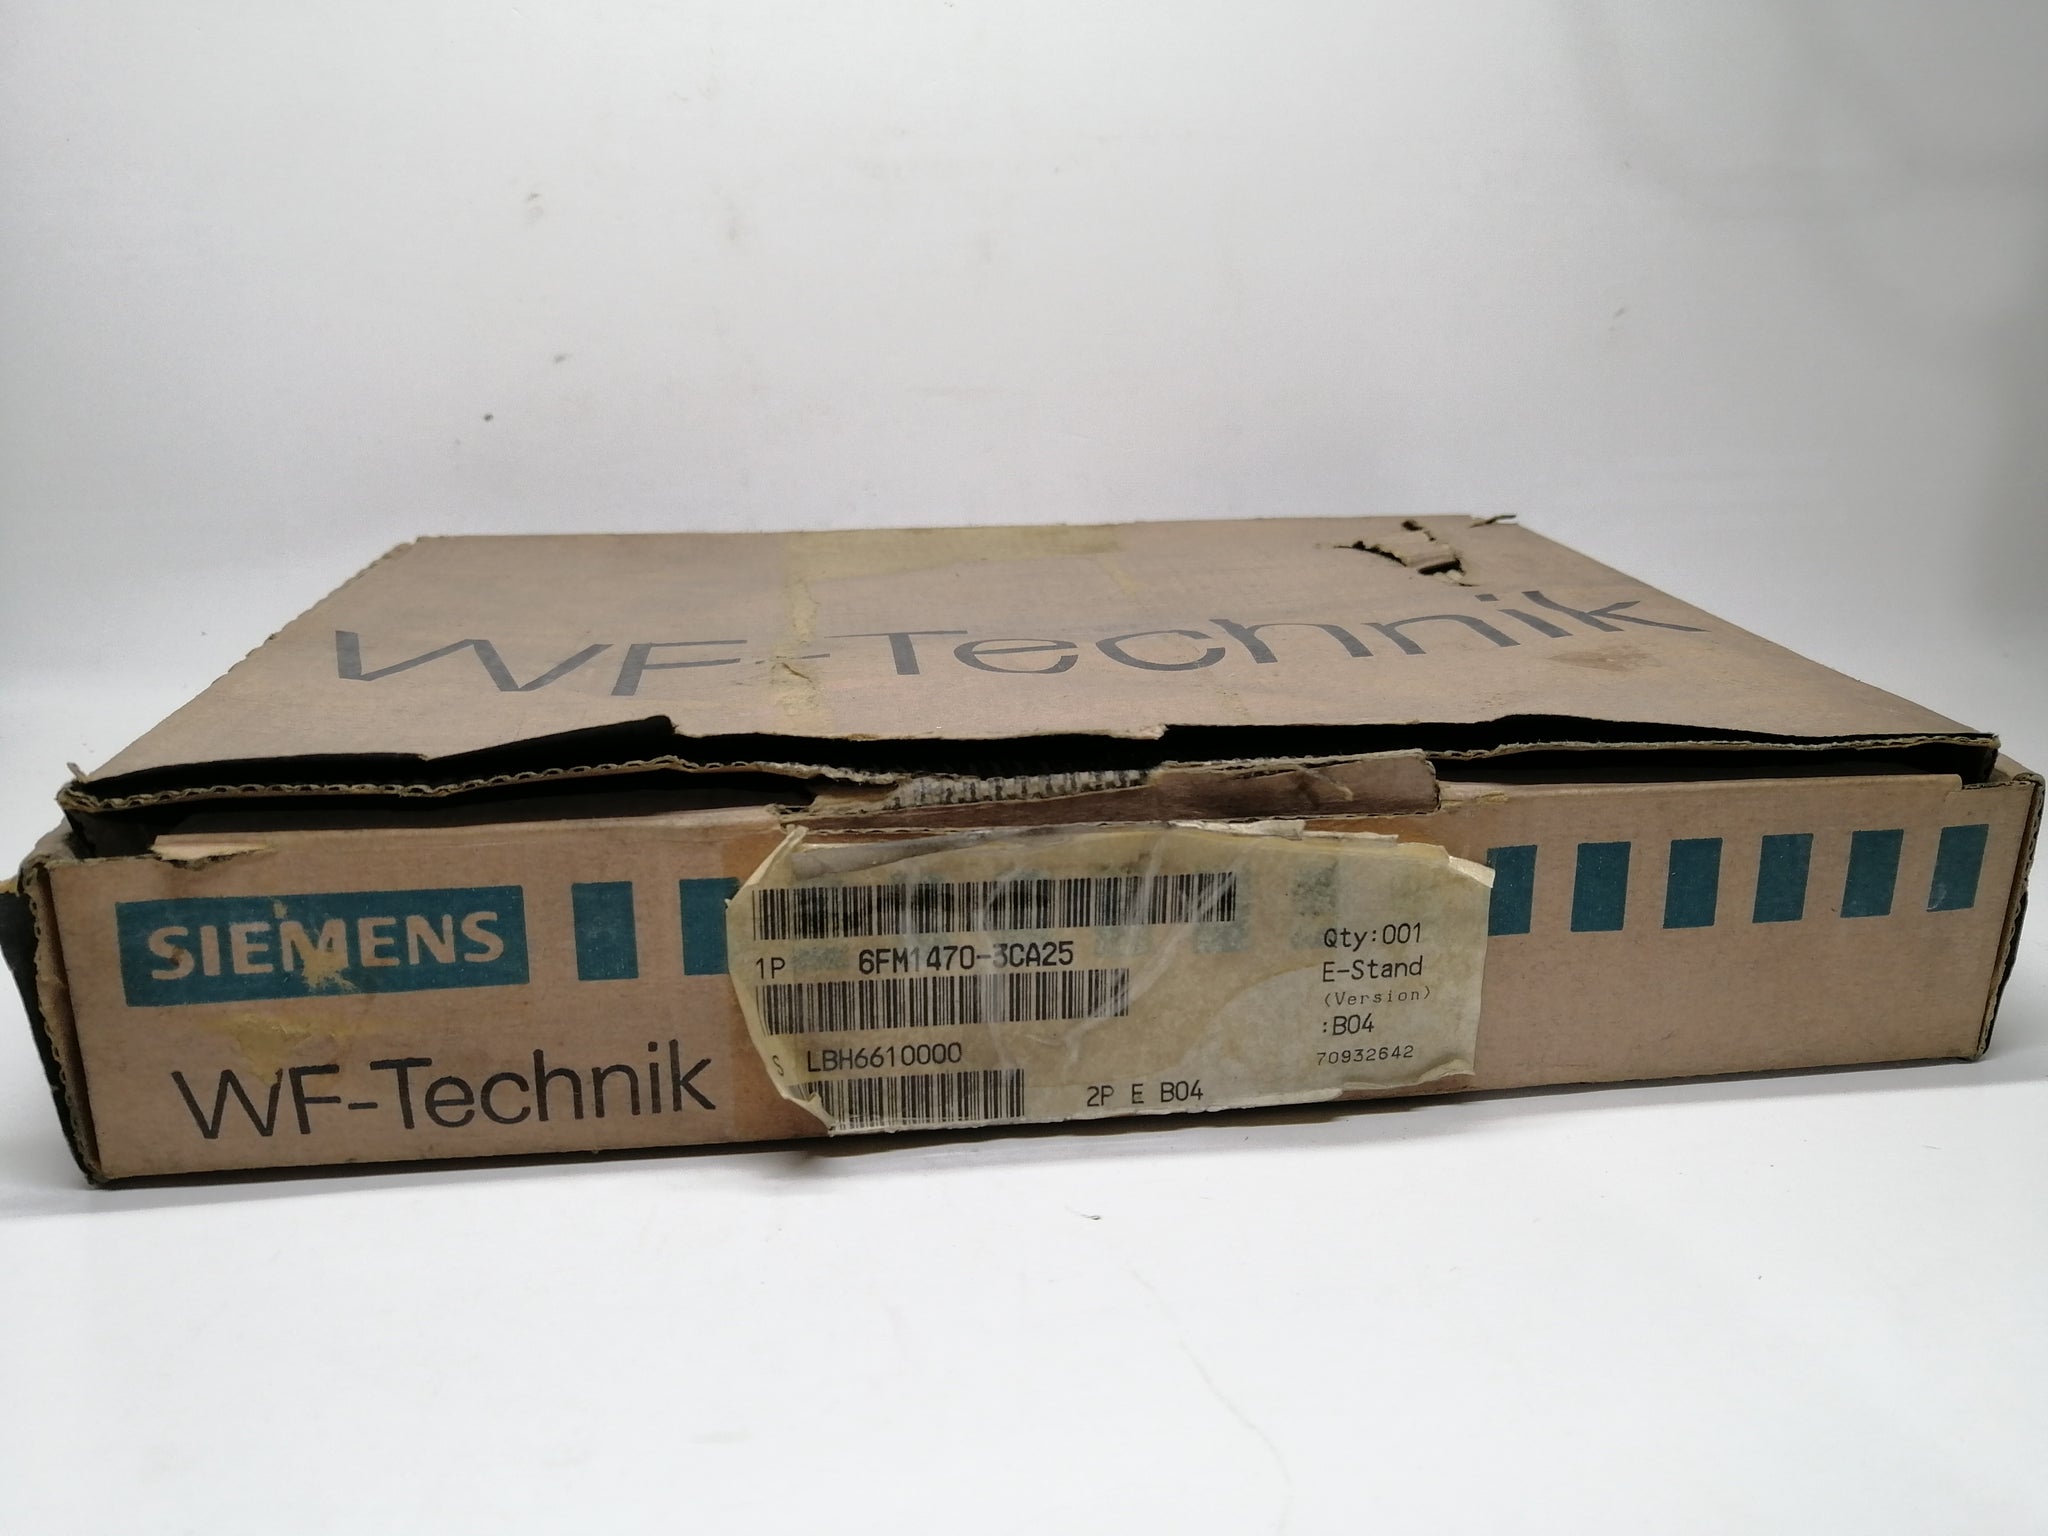 WF-Technik
SIEMENS
WF-Technik
1P 6FM1470-3CA25
S LBH6610000
2P E B04
Qty:001
E-Stand
(Version)
:B04
70932642